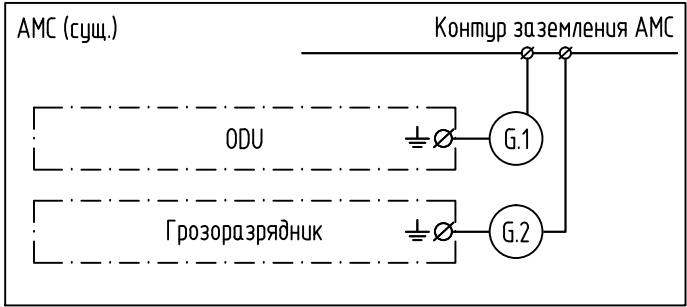 АМС (сущ.)
Контур заземления АМС
ODU
G.1
Грозоразрядник
G.2